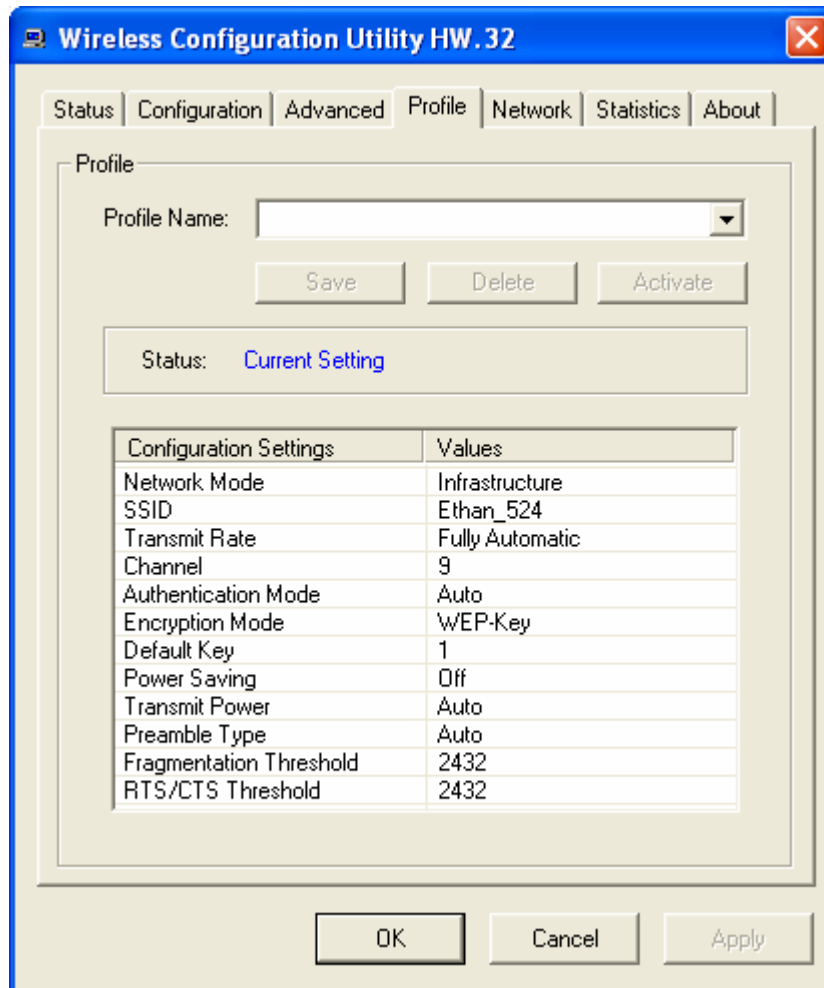 Wireless Configuration Utility HW.32
Status Configuration Advanced Profile Network Statistics About
Profile
Profile Name:
Save Delete Activate
Status: Current Setting
Configuration Settings Values
Network Mode Infrastructure
SSID Ethan_524
Transmit Rate Fully Automatic
Channel 9
Authentication Mode Auto
Encryption Mode WEP-Key
Default Key 1
Power Saving Off
Transmit Power Auto
Preamble Type Auto
Fragmentation Threshold 2432
RTS/CTS Threshold 2432
OK Cancel Apply